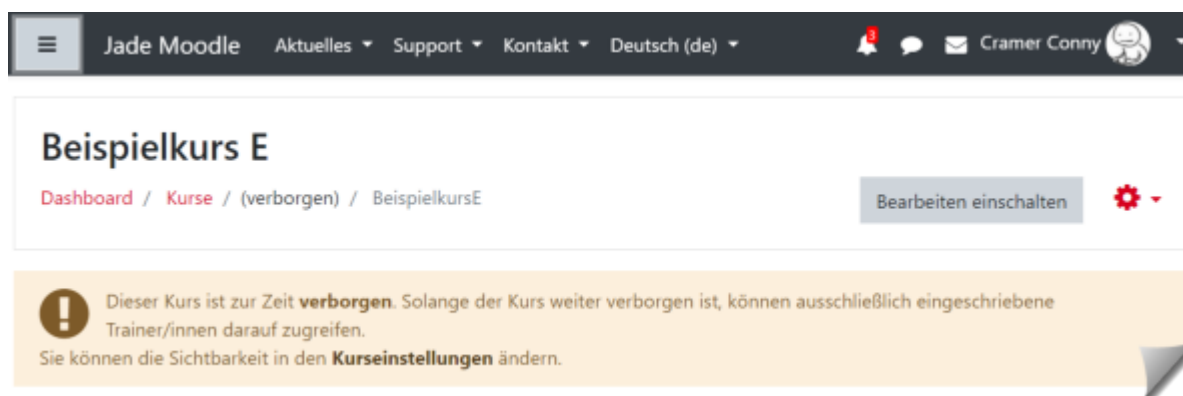 Jade Moodle Aktuelles Support Kontakt Deutsch (de) 3 Cramer Conny
Beispielkurs E
Dashboard / Kurse / (verborgen) / BeispielkursE
Bearbeiten einschalten
Dieser Kurs ist zur Zeit verborgen. Solange der Kurs weiter verborgen ist, können ausschließlich eingeschriebene
Trainer/innen darauf zugreifen.
Sie können die Sichtbarkeit in den Kurseinstellungen ändern.